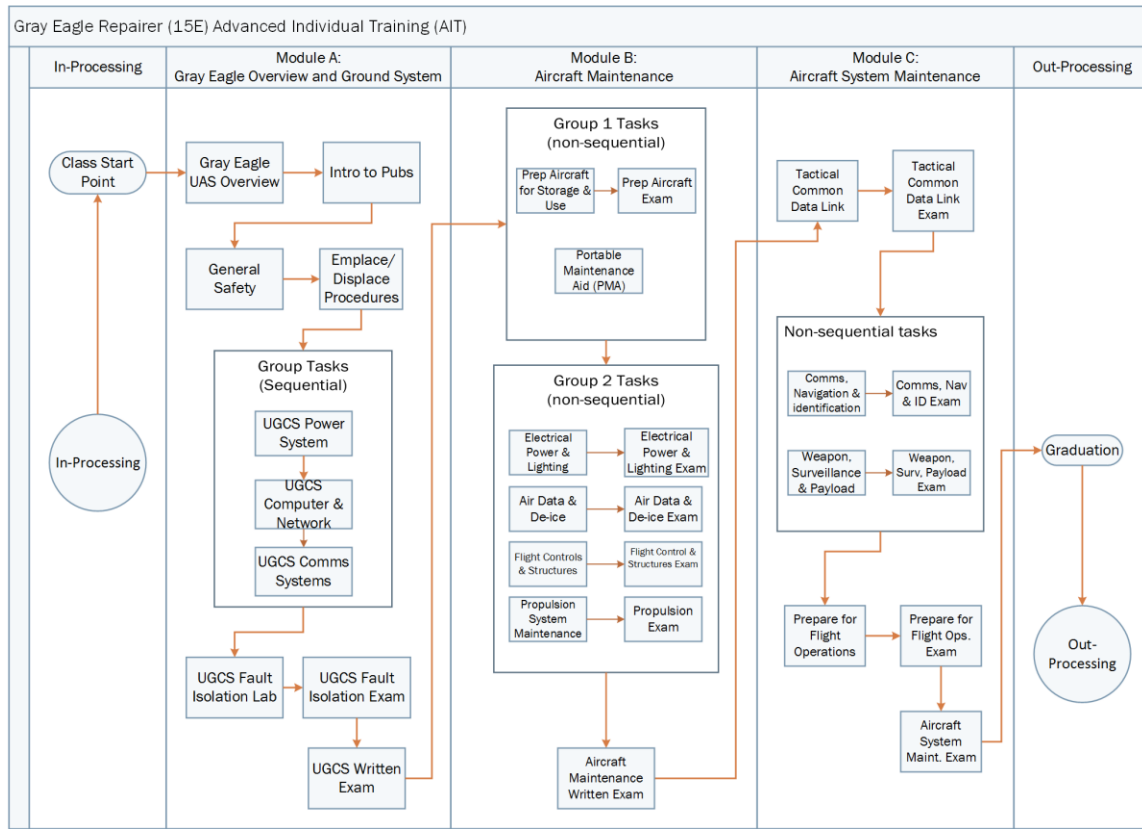 Gray Eagle Repairer (15E) Advanced Individual Training (AIT)
In-Processing
Module A:
Gray Eagle Overview and Ground System
Module B:
Aircraft Maintenance
Module C:
Aircraft System Maintenance
Out-Processing
Class Start
Point
In-Processing
Gray Eagle
UAS Overview
Intro to Pubs
General
Safety
Emplace/
Displace
Procedures
Group Tasks
(Sequential)
UGCS Power
System
UGCS
Computer &
Network
UGCS Comms
Systems
UGCS Fault
Isolation Lab
UGCS Fault
Isolation Exam
UGCS Written
Exam
Group 1 Tasks
(non-sequential)
Prep Aircraft
for Storage &
Use
Prep Aircraft
Exam
Portable
Maintenance
Aid (PMA)
Group 2 Tasks
(non-sequential)
Electrical
Power &
Lighting
Electrical
Power &
Lighting Exam
Air Data &
De-ice
Air Data &
De-ice Exam
Flight Controls
& Structures
Flight Control &
Structures Exam
Propulsion
System
Maintenance
Propulsion
Exam
Aircraft
Maintenance
Written Exam
Tactical
Common
Data Link
Tactical
Common
Data Link
Exam
Non-sequential tasks
Comms,
Navigation &
identification
Comms, Nav
& ID Exam
Weapon,
Surveillance
& Payload
Weapon,
Surv, Payload
Exam
Prepare for
Flight
Operations
Prepare for
Flight Ops.
Exam
Aircraft
System
Maint. Exam
Graduation
Out-
Processing